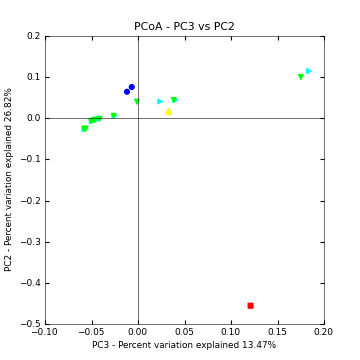 PCoA - PC3 vs PC2
0.2
0.1
0.0
−0.1
−0.2
−0.3
−0.4
−0.5
PC2 - Percent variation explained 26.82%
−0.10 −0.05 0.00 0.05 0.10 0.15 0.20
PC3 - Percent variation explained 13.47%